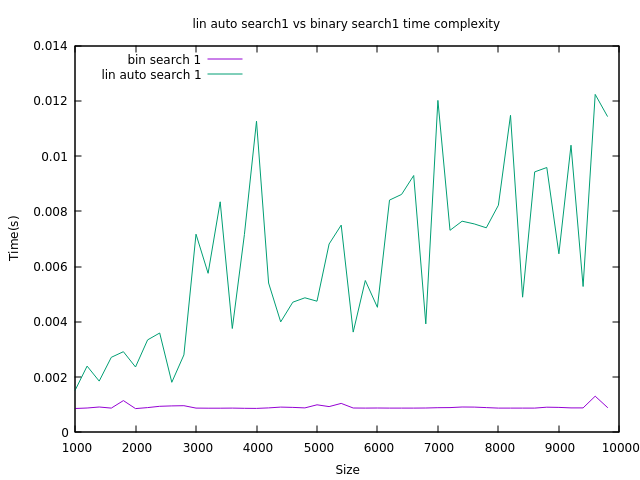 lin auto search1 vs binary search1 time complexity
0.014
bin search 1
lin auto search 1
0.012
0.01
0.008
Time(s)
0.006
0.004
0.002
0
1000 2000 3000 4000 5000 6000 7000 8000 9000 10000
Size